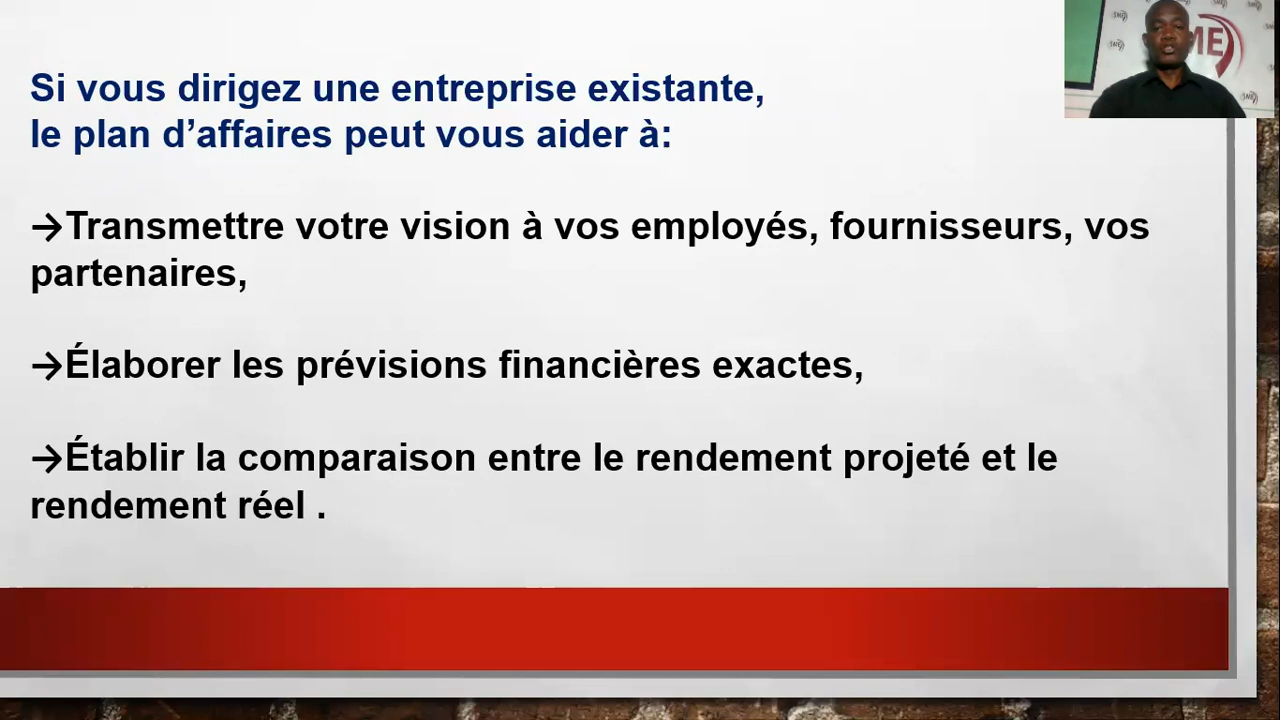 Si vous dirigez une entreprise existante,
le plan d’affaires peut vous aider à:
→Transmettre votre vision à vos employés, fournisseurs, vos
partenaires,
→Élaborer les prévisions financières exactes,
→Établir la comparaison entre le rendement projeté et le
rendement réel .